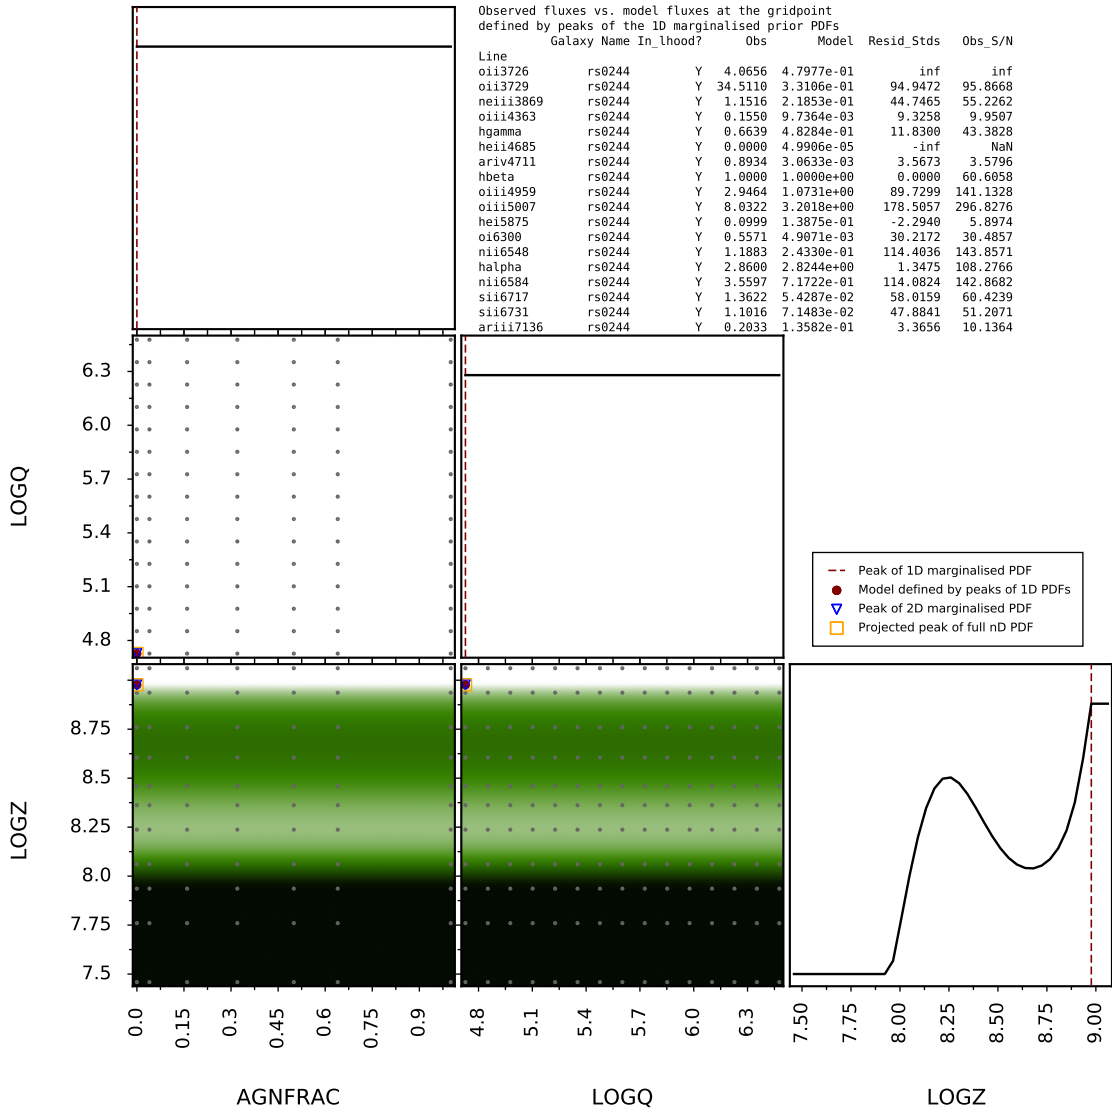 Observed fluxes vs. model fluxes at the gridpoint
defined by peaks of the 1D marginalised prior PDFs
Galaxy Name In_lhood? Obs Model Resid_Stds Obs_S/N
Line
oii3726 rs0244 Y 4.0656 4.7977e-01 inf inf
oii3729 rs0244 Y 34.5110 3.3106e-01 94.9472 95.8668
neiii3869 rs0244 Y 1.1516 2.1853e-01 44.7465 55.2262
oiii4363 rs0244 Y 0.1550 9.7364e-03 9.3258 9.9507
hgamma rs0244 Y 0.6639 4.8284e-01 11.8300 43.3828
heii4685 rs0244 Y 0.0000 4.9906e-05 -inf NaN
ariv4711 rs0244 Y 0.8934 3.0633e-03 3.5673 3.5796
hbeta rs0244 Y 1.0000 1.0000e+00 0.0000 60.6058
oiii4959 rs0244 Y 2.9464 1.0731e+00 89.7299 141.1328
oiii5007 rs0244 Y 8.0322 3.2018e+00 178.5057 296.8276
hei5875 rs0244 Y 0.0999 1.3875e-01 -2.2940 5.8974
oi6300 rs0244 Y 0.5571 4.9071e-03 30.2172 30.4857
nii6548 rs0244 Y 1.1883 2.4330e-01 114.4036 143.8571
halpha rs0244 Y 2.8600 2.8244e+00 1.3475 108.2766
nii6584 rs0244 Y 3.5597 7.1722e-01 114.0824 142.8682
sii6717 rs0244 Y 1.3622 5.4287e-02 58.0159 60.4239
sii6731 rs0244 Y 1.1016 7.1483e-02 47.8841 51.2071
ariii7136 rs0244 Y 0.2033 1.3582e-01 3.3656 10.1364
LOGQ
6.3
6.0
5.7
5.4
5.1
4.8
Peak of 1D marginalised PDF
Model defined by peaks of 1D PDFs
Peak of 2D marginalised PDF
Projected peak of full nD PDF
LOGZ
8.75
8.5
8.25
8.0
7.75
7.5
0.0 0.15 0.3 0.45 0.6 0.75 0.9
4.8 5.1 5.4 5.7 6.0 6.3
7.50 7.75 8.00 8.25 8.50 8.75 9.00
AGNFRAC LOGQ LOGZ